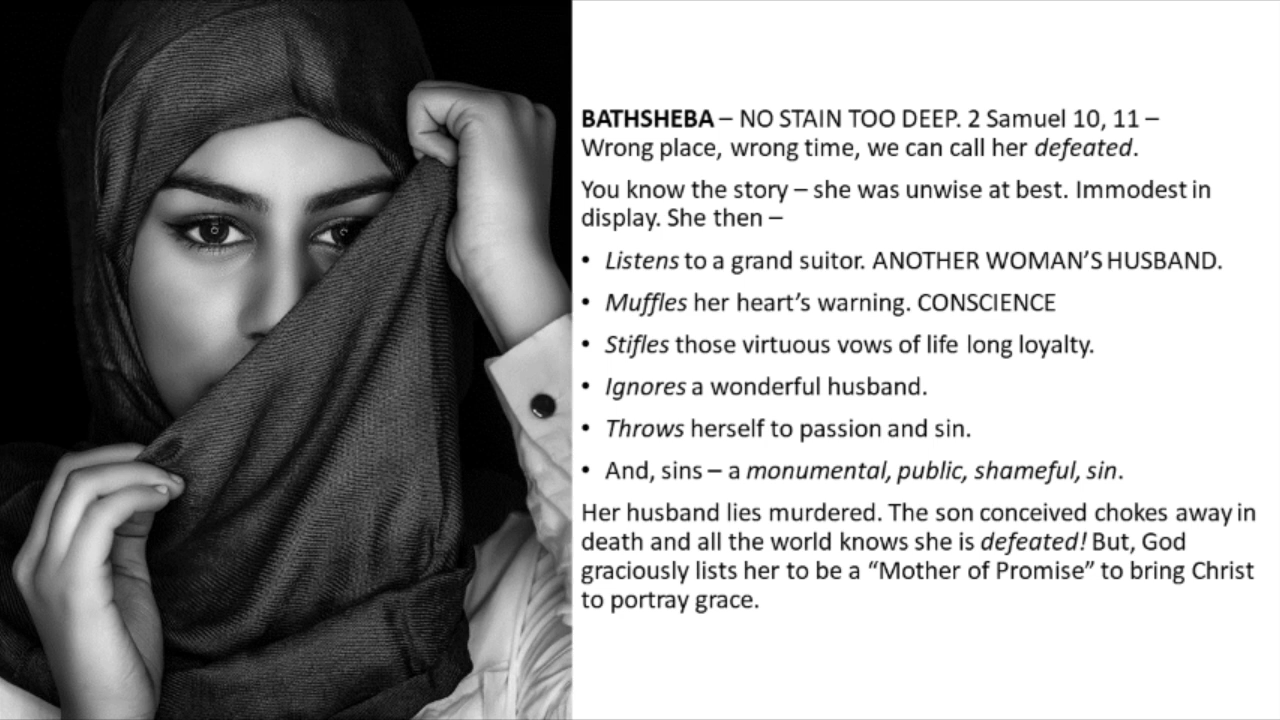 BATHSHEBA – NO STAIN TOO DEEP. 2 Samuel 10, 11 –
Wrong place, wrong time, we can call her defeated.
You know the story – she was unwise at best. Immodest in
display. She then –
• Listens to a grand suitor. ANOTHER WOMAN’S HUSBAND.
• Muffles her heart’s warning. CONSCIENCE
• Stifles those virtuous vows of life long loyalty.
• Ignores a wonderful husband.
• Throws herself to passion and sin.
• And, sins – a monumental, public, shameful, sin.
Her husband lies murdered. The son conceived chokes away in
death and all the world knows she is defeated! But, God
graciously lists her to be a “Mother of Promise” to bring Christ
to portray grace.